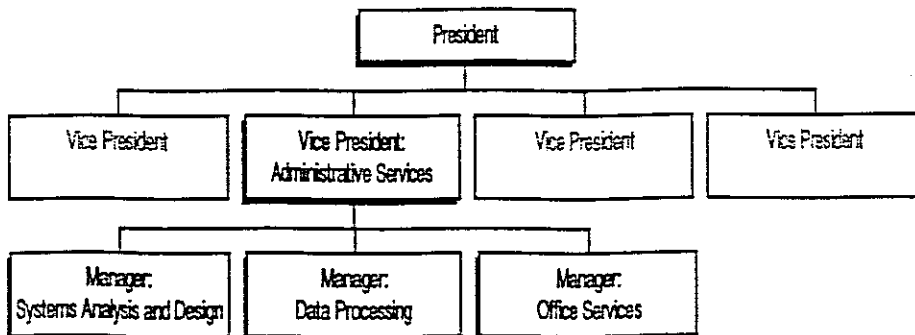 President
Vice President
Vice President:
Administrative Services
Vice President
Vice President
Manager:
Systems Analysis and Design
Manager:
Data Processing
Manager:
Office Services